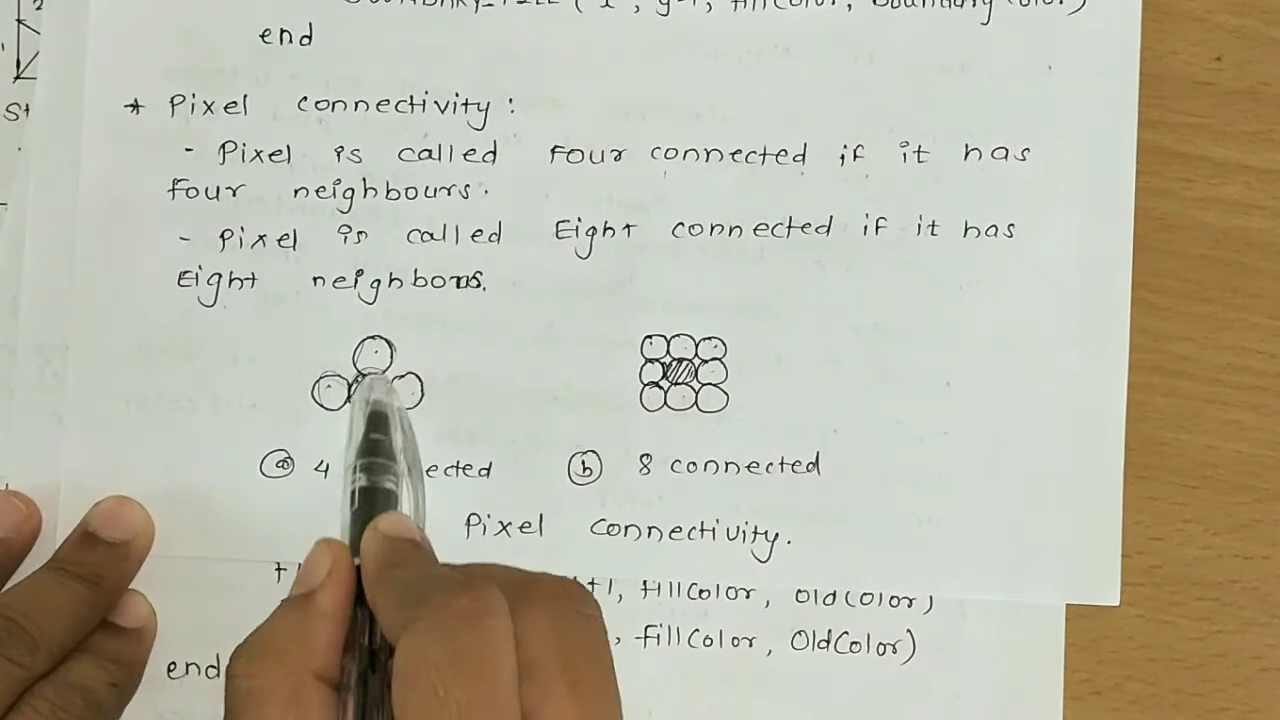 end
* Pixel connectivity :
- Pixel is called Four connected if it has
Four neighbours.
- Pixel is called Eight connected if it has
Eight neighbors.
(a) 4 ected (b) 8 connected
Pixel connectivity.
+1, fillColor, OldColor)
, fillColor, OldColor)
end